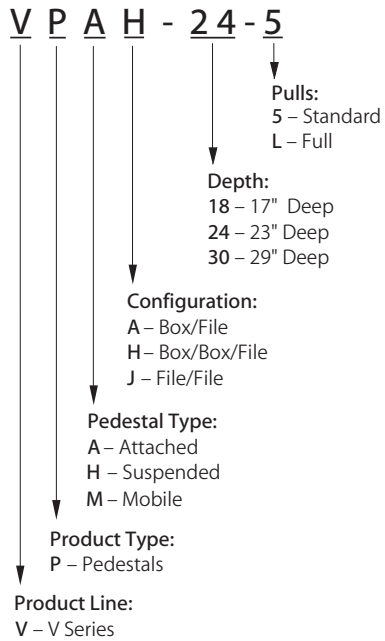 V P A H - 2 4 - 5
Pulls:
5 – Standard
L – Full
Depth:
18 – 17" Deep
24 – 23" Deep
30 – 29" Deep
Configuration:
A – Box/File
H – Box/Box/File
J – File/File
Pedestal Type:
A – Attached
H – Suspended
M – Mobile
Product Type:
P – Pedestals
Product Line:
V – V Series